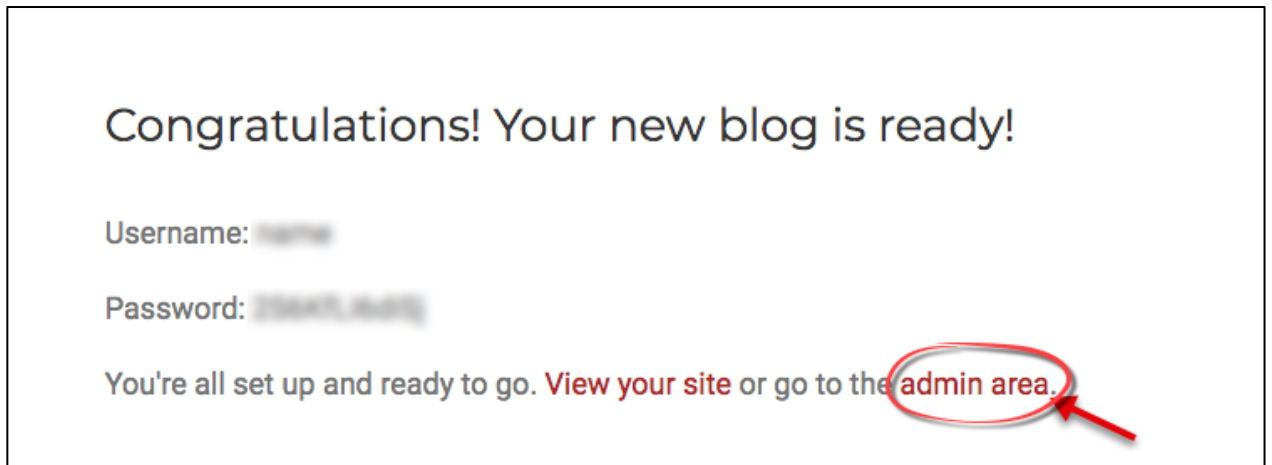 Congratulations! Your new blog is ready!
Username:
Password:
You're all set up and ready to go. View your site or go to the admin area.